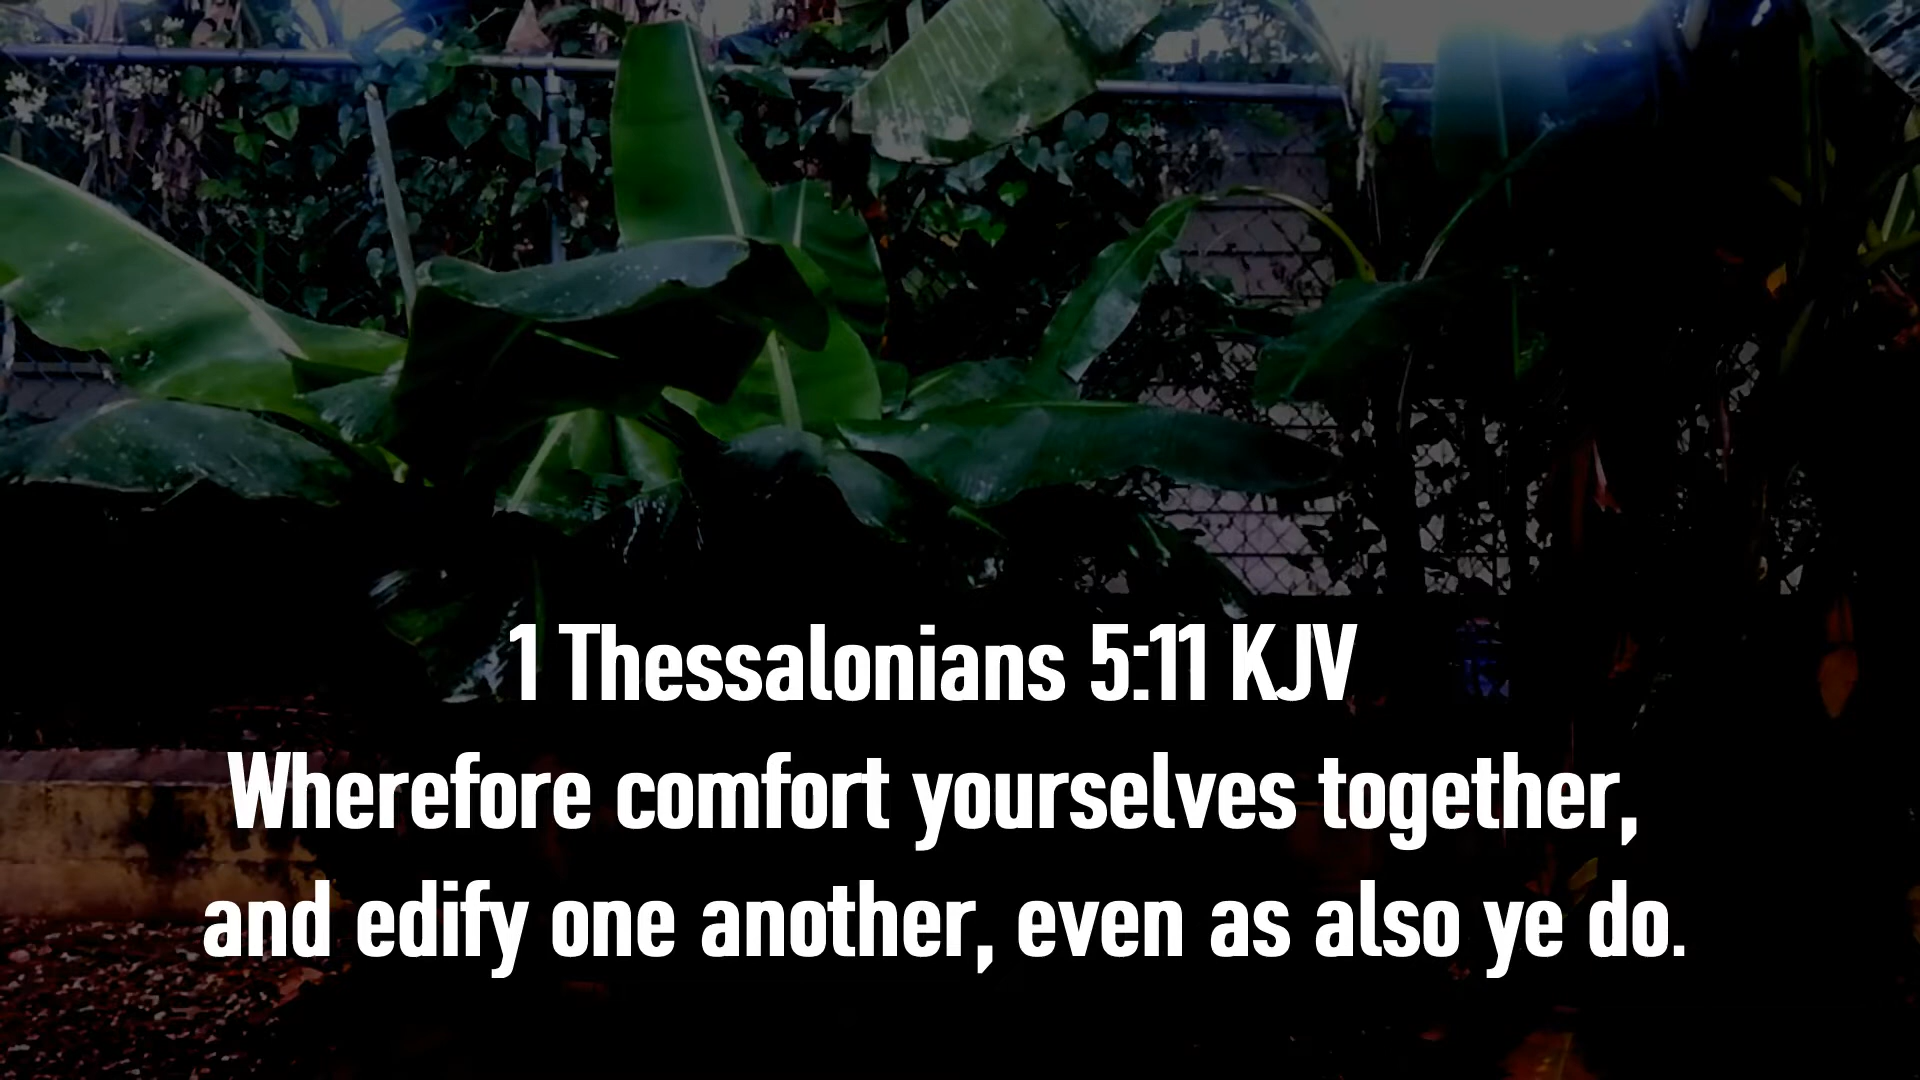 1 Thessalonians 5:11 KJV
Wherefore comfort yourselves together,
and edify one another, even as also ye do.